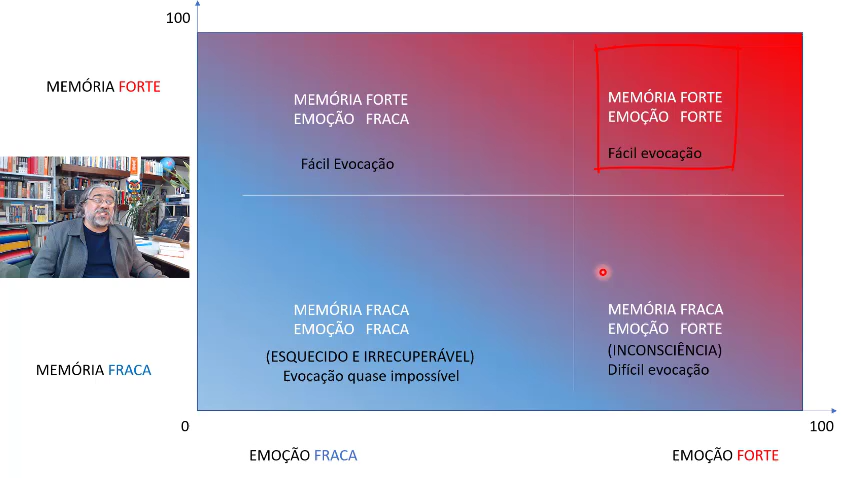 100
MEMÓRIA FORTE
MEMÓRIA FORTE
EMOÇÃO FRACA
Fácil Evocação
MEMÓRIA FORTE
EMOÇÃO FORTE
Fácil evocação
MEMÓRIA FRACA
EMOÇÃO FRACA
(ESQUECIDO E IRRECUPERÁVEL)
Evocação quase impossível
MEMÓRIA FRACA
EMOÇÃO FORTE
(INCONSCIÊNCIA)
Difícil evocação
MEMÓRIA FRACA
0
100
EMOÇÃO FRACA
EMOÇÃO FORTE